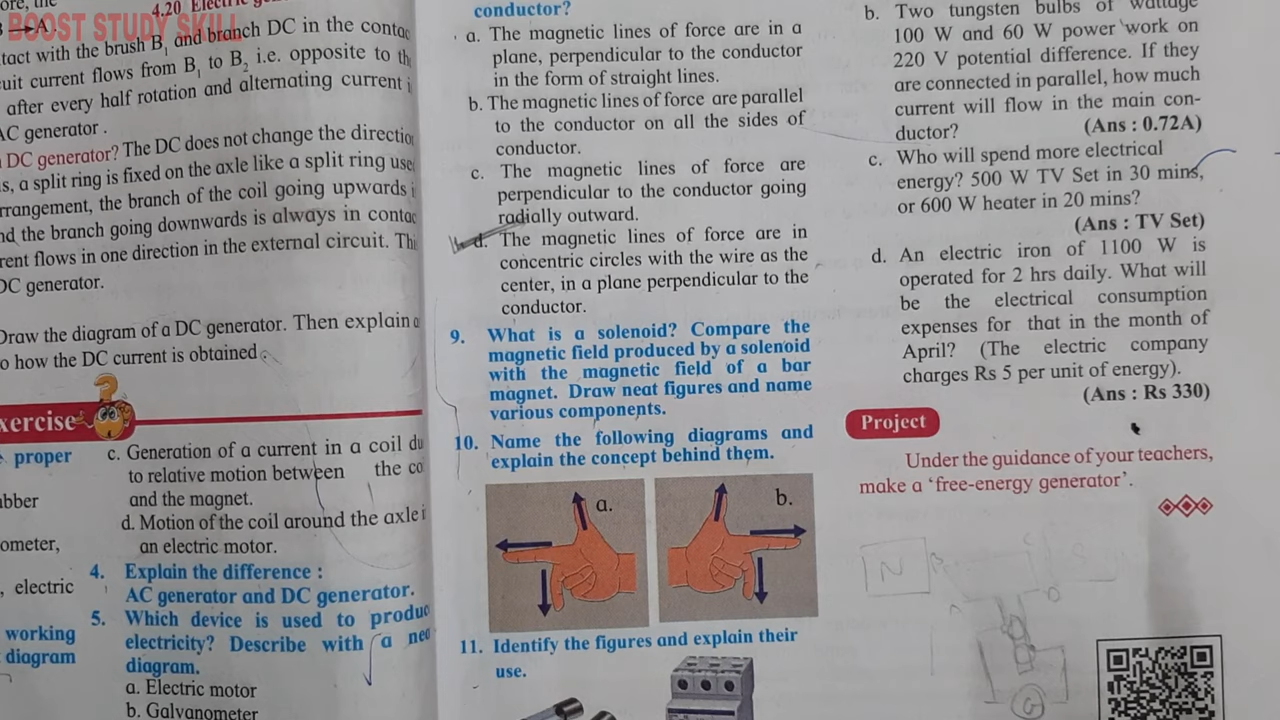 BOOST STUDY SKILL
4.20
tact with the brush B1 and branch DC in the contac
uit current flows from B1 to B2 i.e. opposite to th
after every half rotation and alternating current i
AC generator .
DC generator? The DC does not change the directio
s, a split ring is fixed on the axle like a split ring use
rrangement, the branch of the coil going upwards i
nd the branch going downwards is always in contac
rent flows in one direction in the external circuit. Thi
DC generator.
Draw the diagram of a DC generator. Then explain a
o how the DC current is obtained
xercise
proper
bber
ometer,
, electric
working
diagram
c. Generation of a current in a coil du
to relative motion between the co
and the magnet.
d. Motion of the coil around the axle i
an electric motor.
4. Explain the difference :
AC generator and DC generator.
5. Which device is used to produc
electricity? Describe with a nea
diagram.
a. Electric motor
b. Galvanometer
conductor?
a. The magnetic lines of force are in a
plane, perpendicular to the conductor
in the form of straight lines.
b. The magnetic lines of force are parallel
to the conductor on all the sides of
conductor.
c. The magnetic lines of force are
perpendicular to the conductor going
radially outward.
d. The magnetic lines of force are in
concentric circles with the wire as the
center, in a plane perpendicular to the
conductor.
9. What is a solenoid? Compare the
magnetic field produced by a solenoid
with the magnetic field of a bar
magnet. Draw neat figures and name
various components.
10. Name the following diagrams and
explain the concept behind them.
a.
b.
11. Identify the figures and explain their
use.
b. Two tungsten bulbs of wattage
100 W and 60 W power work on
220 V potential difference. If they
are connected in parallel, how much
current will flow in the main con-
ductor? (Ans : 0.72A)
c. Who will spend more electrical
energy? 500 W TV Set in 30 mins,
or 600 W heater in 20 mins?
(Ans : TV Set)
d. An electric iron of 1100 W is
operated for 2 hrs daily. What will
be the electrical consumption
expenses for that in the month of
April? (The electric company
charges Rs 5 per unit of energy).
(Ans : Rs 330)
Project
Under the guidance of your teachers,
make a ‘free-energy generator’.
N
G